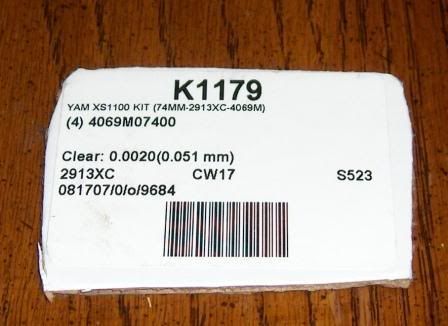 K1179
YAM XS1100 KIT (74MM-2913XC-4069M)
(4) 4069M07400
Clear: 0.0020(0.051 mm)
2913XC CW17 S523
081707/0/o/9684